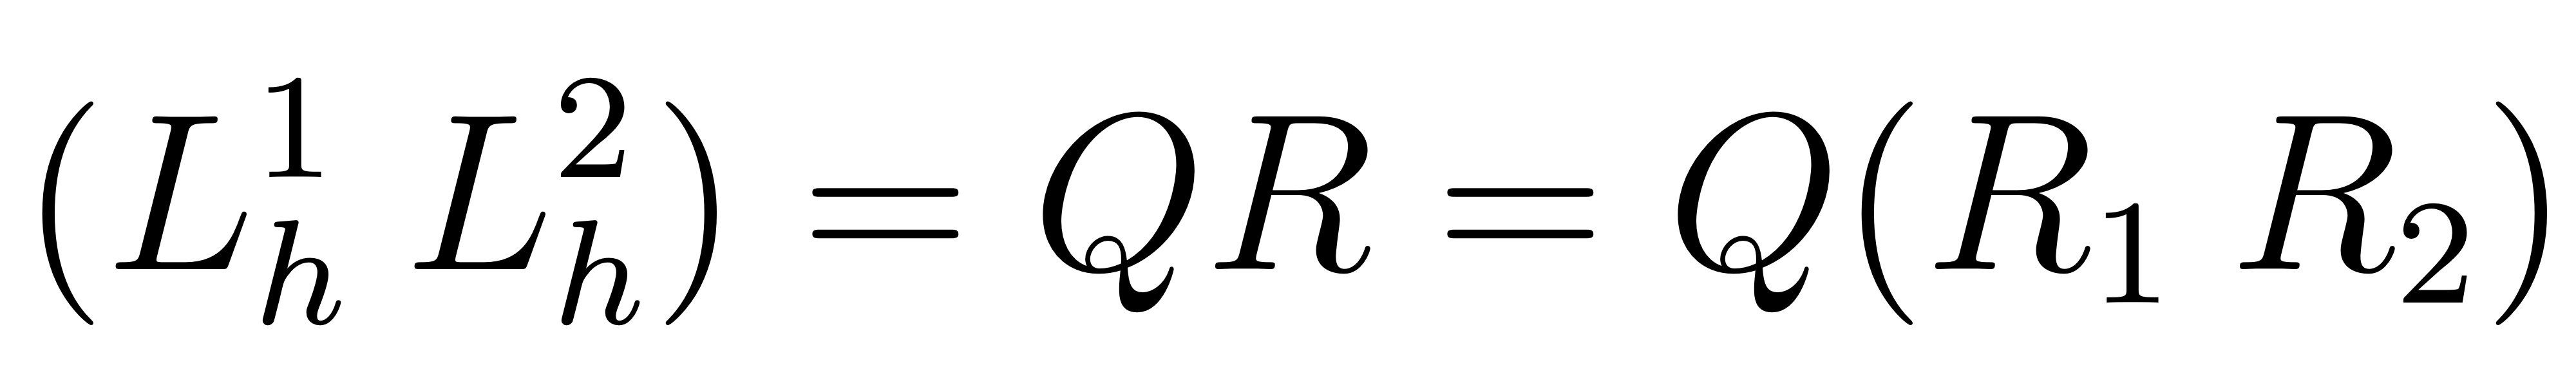 $(L_h^1 \; L_h^2) = QR = Q(R_1 \; R_2)$